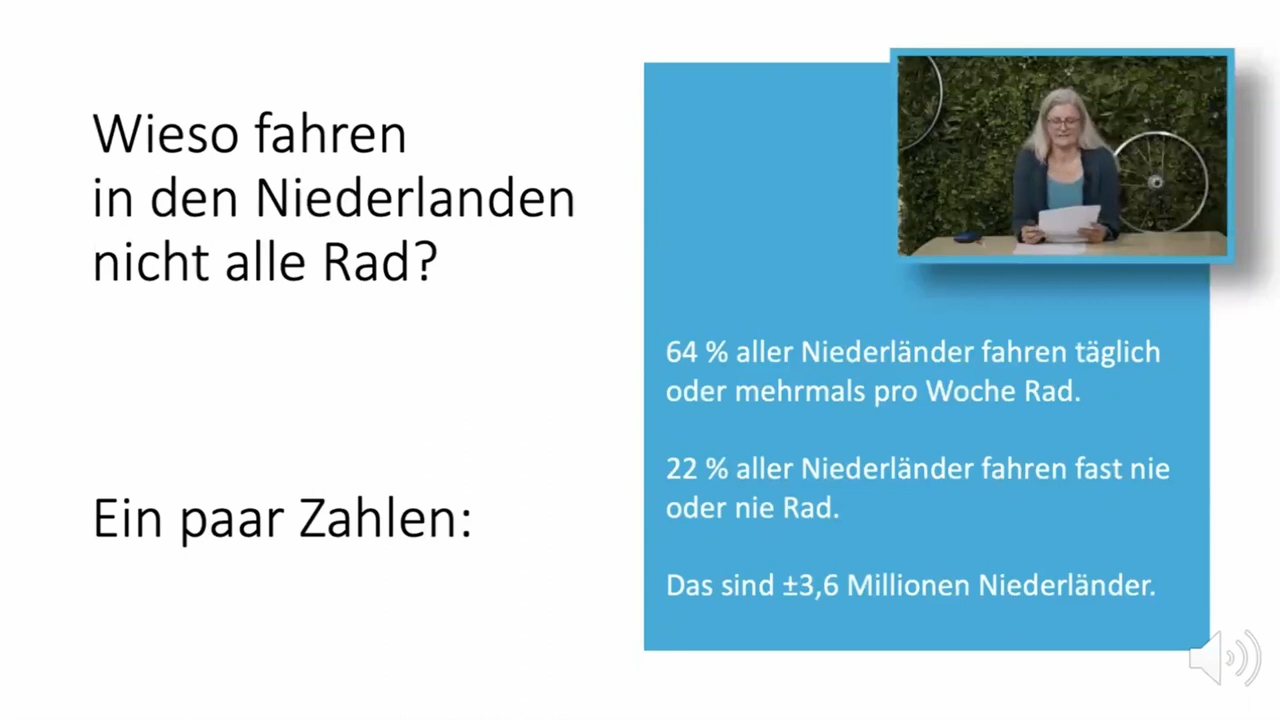 Wieso fahren
in den Niederlanden
nicht alle Rad?
Ein paar Zahlen:
64 % aller Niederländer fahren täglich
oder mehrmals pro Woche Rad.
22 % aller Niederländer fahren fast nie
oder nie Rad.
Das sind ±3,6 Millionen Niederländer.